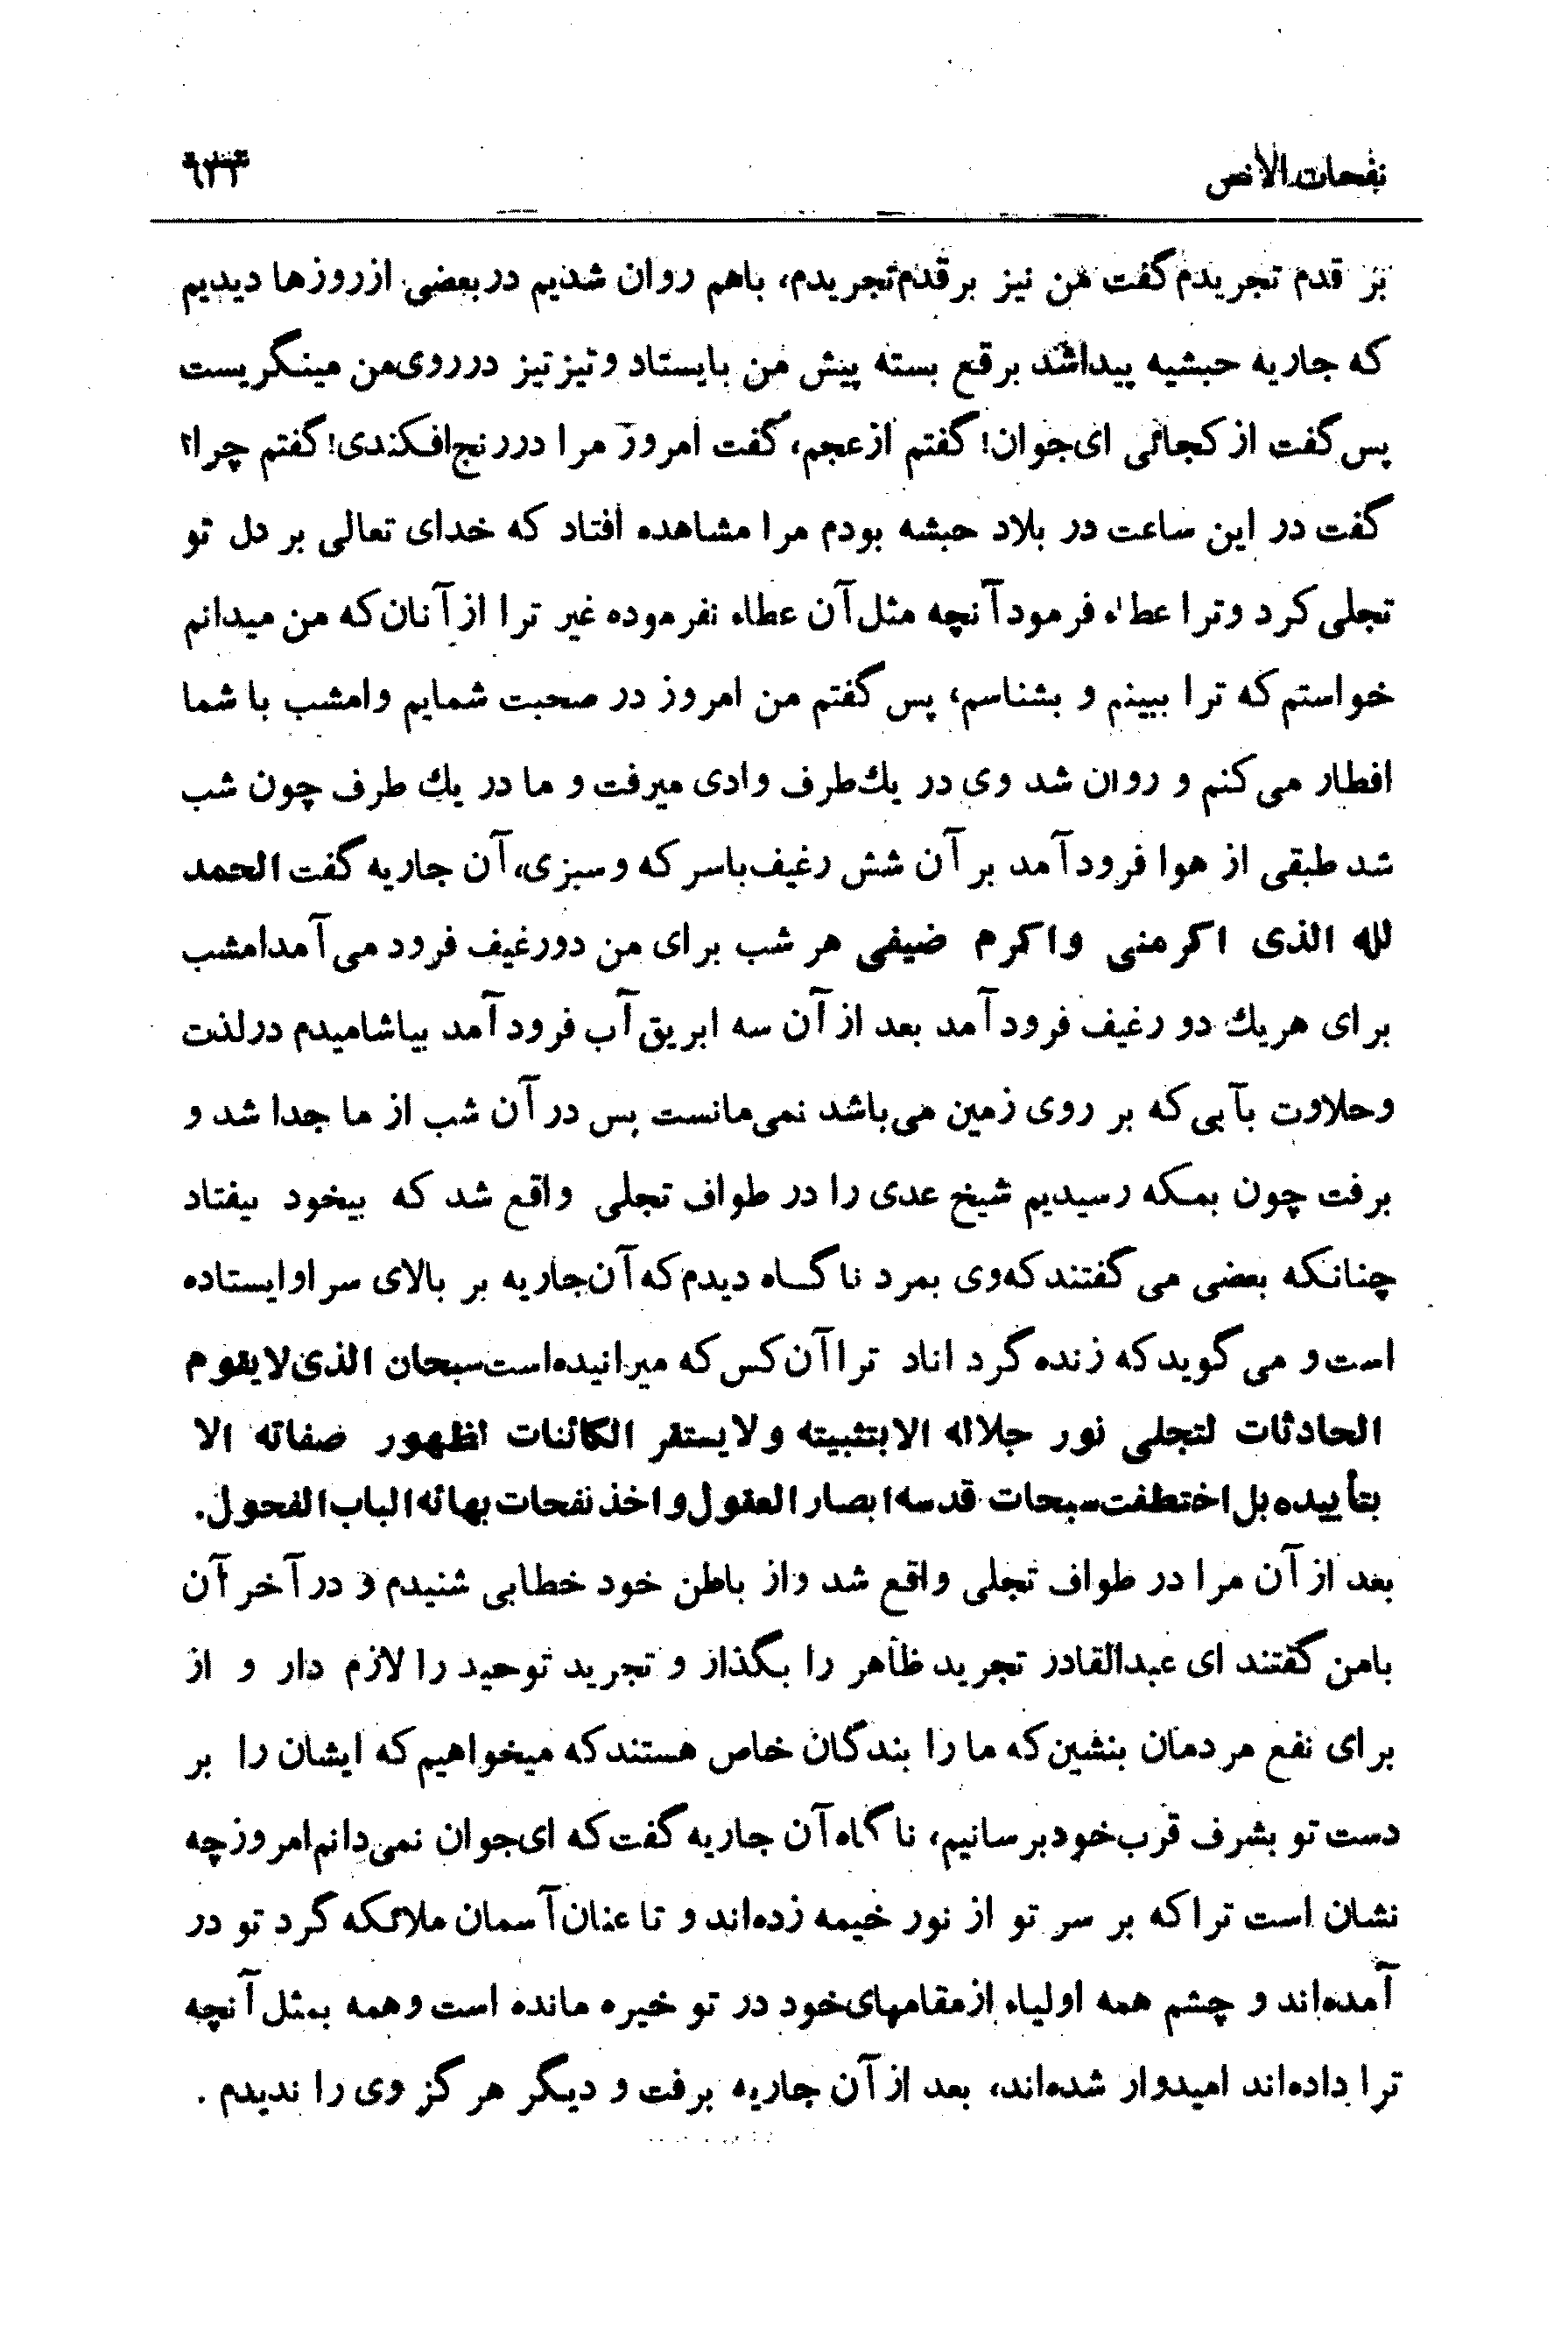 نفحات‌الانس
بر قدم تجریدم گفت من نیز برقدم تجریدم، باهم روان شدیم دربعضی ازروزها دیدیم
که جاریه حبشیه پیداشد برقع بسته پیش من بایستاد و تیزتیز درروی‌من مینگریست
پس گفت از کجائی ای‌جوان! گفتم ازعجم، گفت امروز مرا دررنج‌افکندی! گفتم چرا؟
گفت در این ساعت در بلاد حبشه بودم مرا مشاهده افتاد که خدای تعالی بر دل تو
تجلی کرد وترا عطاء فرمود آنچه مثل آن عطاء نفرموده غیر ترا از آنان که من میدانم
خواستم که ترا ببینم و بشناسم، پس گفتم من امروز در صحبت شمایم وامشب با شما
افطار می‌کنم و روان شد وی در یك‌طرف وادی میرفت و ما در یك طرف چون شب
شد طبقی از هوا فرود آمد بر آن شش رغیف‌باسرکه وسبزی، آن جاریه گفت الحمد
لله الذی اکرمنی واکرم ضیفی هر شب برای من دورغیف فرود می‌آمدامشب
برای هریك دو رغیف فرود آمد بعد از آن سه ابریق آب فرود آمد بیاشامیدم درلذت
وحلاوت بآبی که بر روی زمین می‌باشد نمی‌مانست پس در آن شب از ما جدا شد و
برفت چون بمکه رسیدیم شیخ عدی را در طواف تجلی واقع شد که بیخود بیفتاد
چنانکه بعضی می گفتند که‌وی بمرد ناگاه دیدم که آن‌جاریه بر بالای سراوایستاده
است و می گوید که زنده گرداناد ترا آن کس که میرانیده‌است‌سبحان الذی لایقوم
الحادثات لتجلی نور جلاله الابتثبیته ولایستقر الکائنات لظهور صفاته الا
بتأییده بل اختطفت‌سبحات قدسه ابصارالعقول و اخذ نفحات بهائه الباب الفحول.
بعد از آن مرا در طواف تجلی واقع شد واز باطن خود خطابی شنیدم و در آخر آن
بامن گفتند ای عبدالقادر تجرید ظاهر را بگذار و تجرید توحید را لازم دار و از
برای نفع مردمان بنشین که ما را بندگان خاص هستند که میخواهیم که ایشان را بر
دست تو بشرف قرب‌خودبرسانیم، ناگاه آن جاریه گفت که ای‌جوان نمی‌دانم امروزچه
نشان است تراکه بر سر تو از نور خیمه زده‌اند و تا عنان آسمان ملائکه گرد تو در
آمده‌اند و چشم همه اولیاء ازمقامهای‌خود در تو خیره مانده است وهمه بمثل آنچه
ترا داده‌اند امیدوار شده‌اند، بعد از آن جاریه برفت و دیگر هرگز وی را ندیدم .